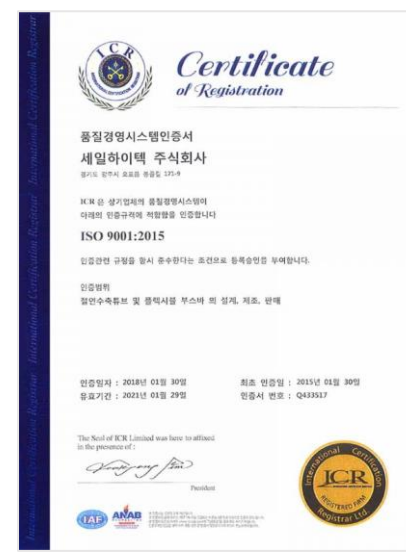 ICR
Certificate
of Registration
품질경영시스템인증서
세일하이텍 주식회사
ICR 은 상기업체의 품질경영시스템이
아래의 인증규격에 적합함을 인증합니다
ISO 9001:2015
인증관련 규정을 항시 준수한다는 조건으로 등록승인을 부여합니다.
인증범위
절연수축튜브 및 플렉시블 부스바 의 설계, 제조, 판매
인증일자 : 2018년 01월 30일
최초 인증일 : 2015년 01월 30일
유효기간 : 2021년 01월 29일
인증서 번호 : Q433517
The Seal of ICR Limited was here to affixed
in the presence of :
President
IAF
ANAB
International Certification
ICR
REGISTERED FIRM
Registrar Ltd.
International Certification Registrar